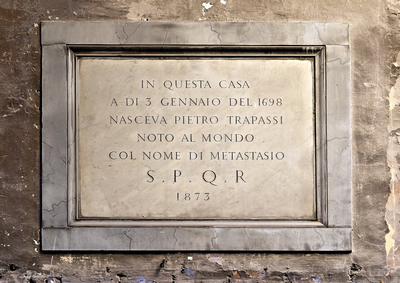 IN QUESTA CASA
A DI 3 GENNAIO DEL 1698
NASCEVA PIETRO TRAPASSI
NOTO AL MONDO
COL NOME DI METASTASIO
S.P.Q.R
1873